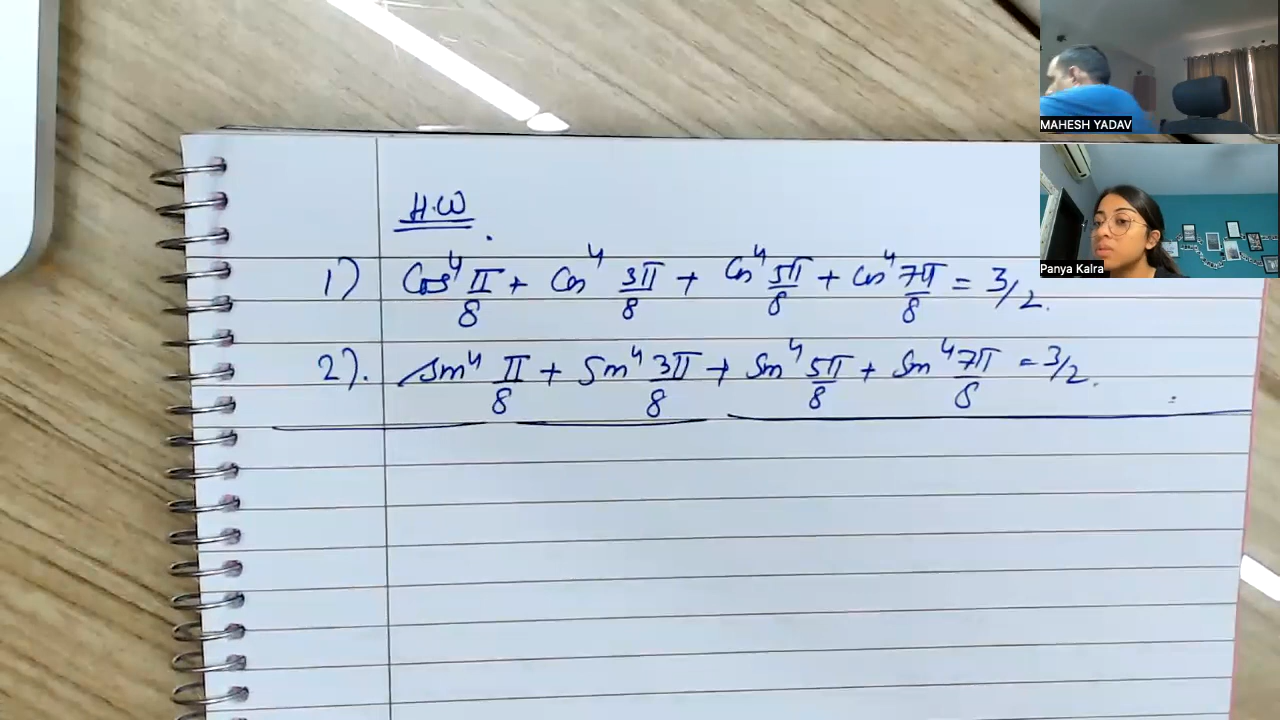 MAHESH YADAV
Panya Kalra
H.W
1) Cos⁴ π/8 + Cos⁴ 3π/8 + Cos⁴ 5π/8 + Cos⁴ 7π/8 = 3/2.
2). Sin⁴ π/8 + Sin⁴ 3π/8 + Sin⁴ 5π/8 + Sin⁴ 7π/8 = 3/2.